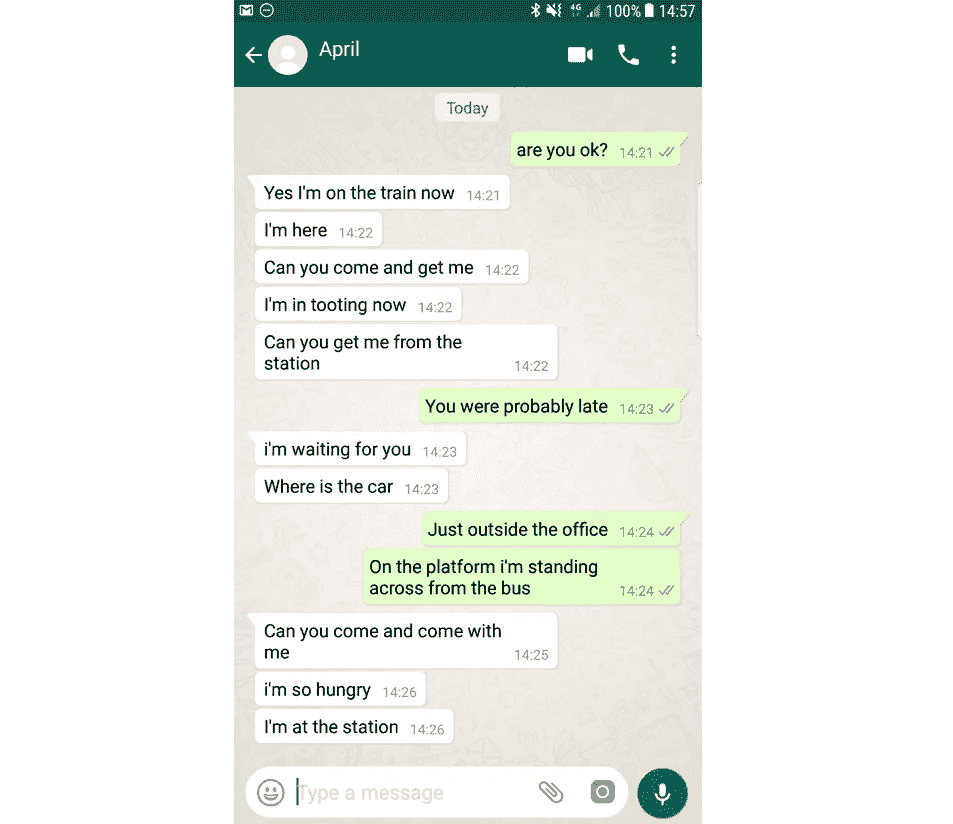 4G 100% 14:57
April
Today
are you ok? 14:21
Yes I'm on the train now 14:21
I'm here 14:22
Can you come and get me 14:22
I'm in tooting now 14:22
Can you get me from the
station 14:22
You were probably late 14:23
i'm waiting for you 14:23
Where is the car 14:23
Just outside the office 14:24
On the platform i'm standing
across from the bus 14:24
Can you come and come with
me 14:25
i'm so hungry 14:26
I'm at the station 14:26
Type a message